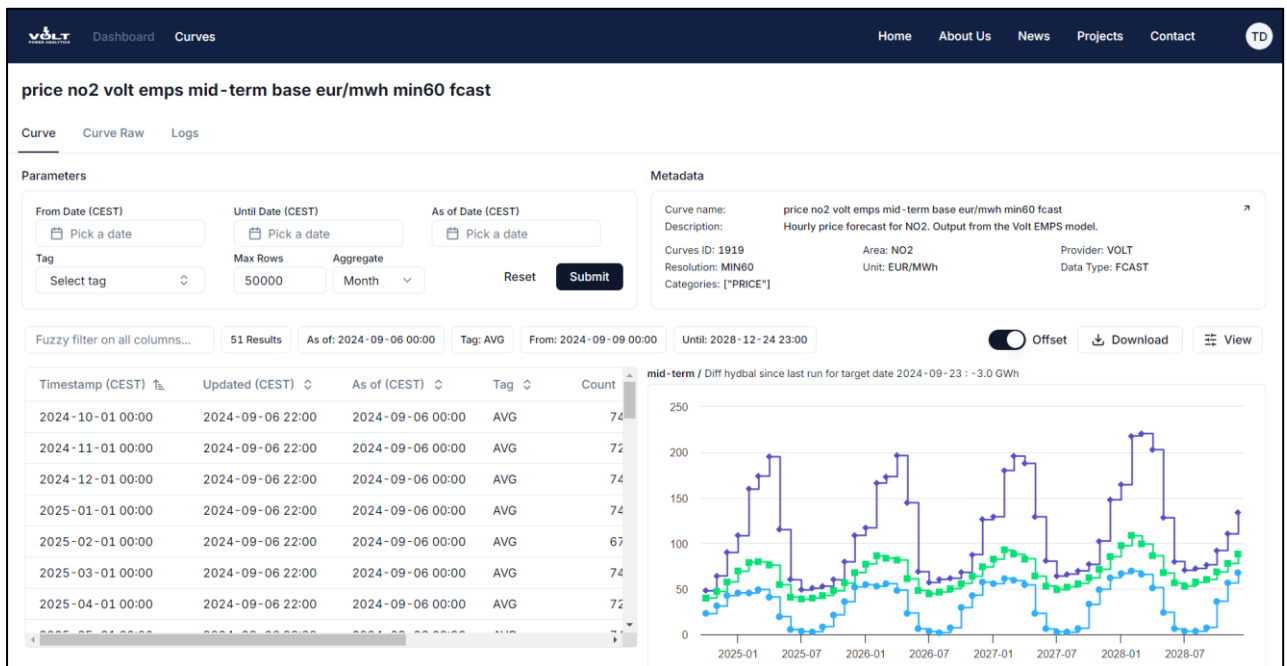 VOLT
POWER ANALYTICS
Dashboard Curves Home About Us News Projects Contact TD
price no2 volt emps mid-term base eur/mwh min60 fcast
Curve Curve Raw Logs
Parameters
From Date (CEST) Until Date (CEST) As of Date (CEST)
Pick a date Pick a date Pick a date
Tag Max Rows Aggregate
Select tag 50000 Month Reset Submit
Metadata
Curve name: price no2 volt emps mid-term base eur/mwh min60 fcast
Description: Hourly price forecast for NO2. Output from the Volt EMPS model.
Curves ID: 1919 Area: NO2 Provider: VOLT
Resolution: MIN60 Unit: EUR/MWh Data Type: FCAST
Categories: ["PRICE"]
Fuzzy filter on all columns... 51 Results As of: 2024-09-06 00:00 Tag: AVG From: 2024-09-09 00:00 Until: 2028-12-24 23:00 Offset Download View
Timestamp (CEST) Updated (CEST) As of (CEST) Tag Count
2024-10-01 00:00 2024-09-06 22:00 2024-09-06 00:00 AVG 74
2024-11-01 00:00 2024-09-06 22:00 2024-09-06 00:00 AVG 72
2024-12-01 00:00 2024-09-06 22:00 2024-09-06 00:00 AVG 74
2025-01-01 00:00 2024-09-06 22:00 2024-09-06 00:00 AVG 74
2025-02-01 00:00 2024-09-06 22:00 2024-09-06 00:00 AVG 67
2025-03-01 00:00 2024-09-06 22:00 2024-09-06 00:00 AVG 74
2025-04-01 00:00 2024-09-06 22:00 2024-09-06 00:00 AVG 72
mid-term / Diff hydbal since last run for target date 2024-09-23 : -3.0 GWh
250
200
150
100
50
0
2025-01 2025-07 2026-01 2026-07 2027-01 2027-07 2028-01 2028-07